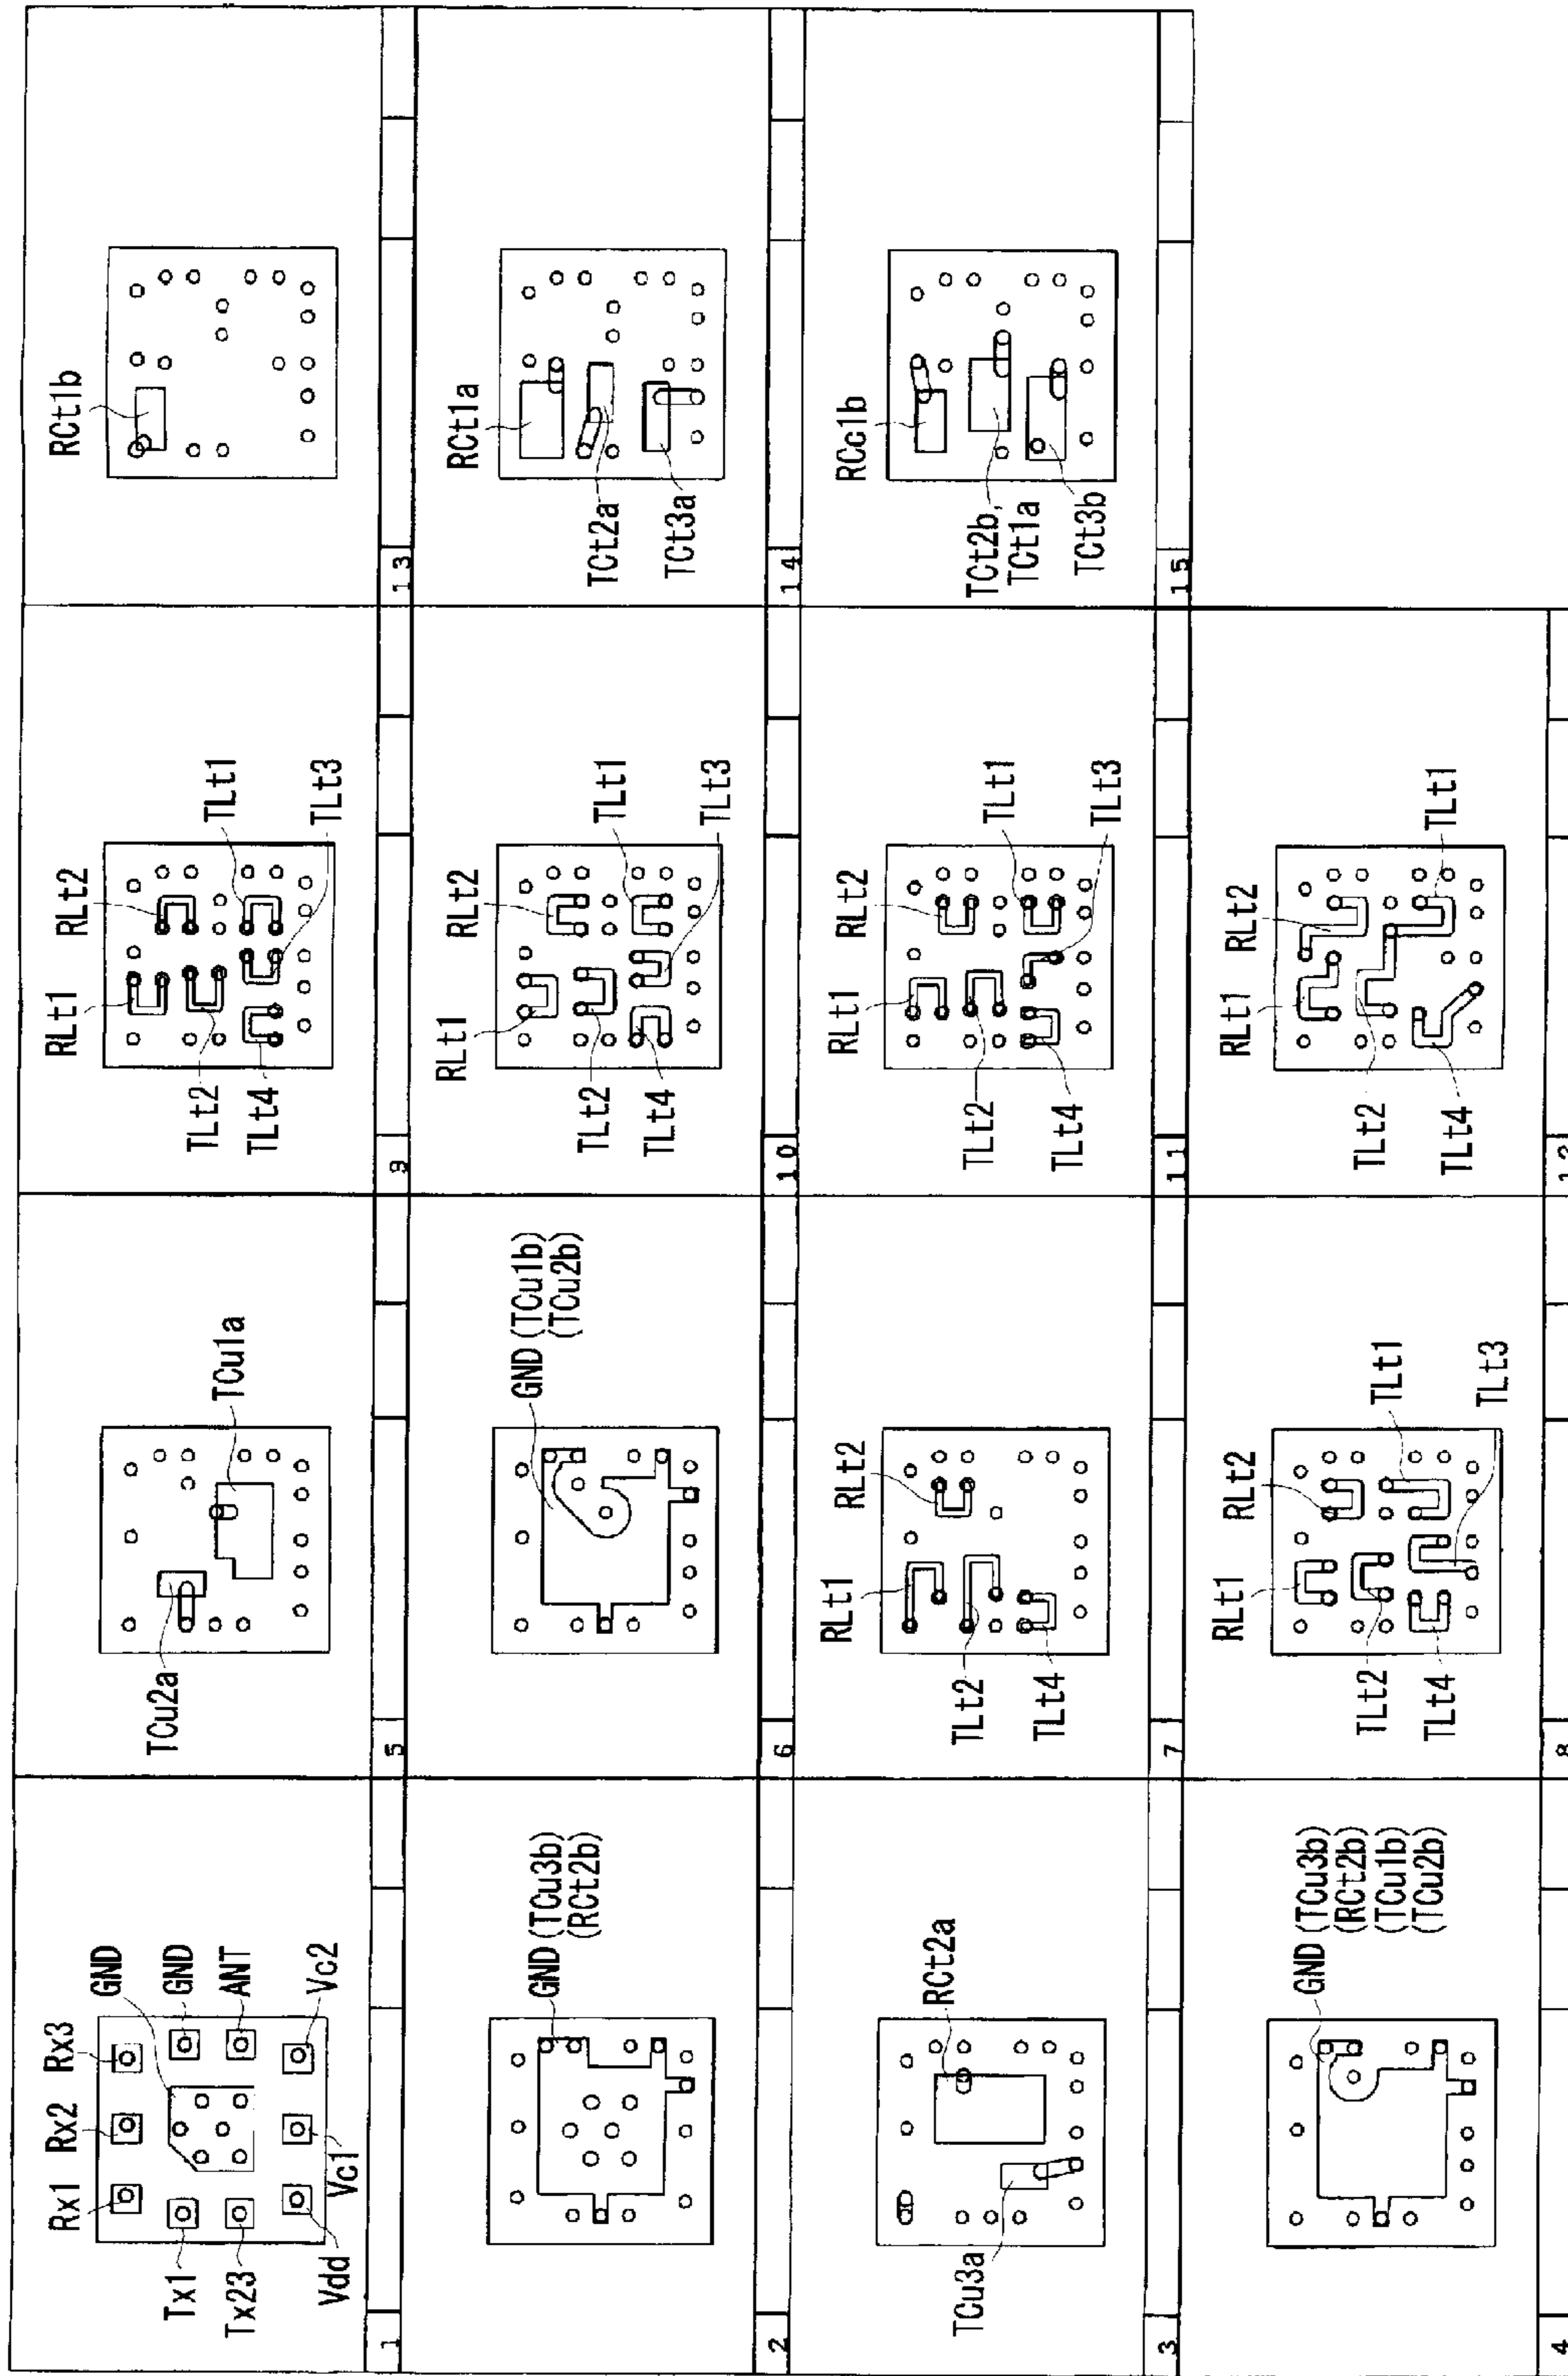 Rx1
Rx2
Rx3
GND
GND
ANT
Vc2
Vc1
Tx1
Tx23
Vdd
1
GND (TCu3b)
(RCt2b)
2
RCt2a
TCu3a
3
GND (TCu3b)
(RCt2b)
(TCu1b)
(TCu2b)
4
TCu2a
TCu1a
5
GND (TCu1b)
(TCu2b)
6
RLt1
RLt2
TLt2
TLt4
7
RLt1
RLt2
TLt1
TLt2
TLt4
TLt3
8
RLt1
RLt2
TLt1
TLt2
TLt4
TLt3
9
RLt1
RLt2
TLt1
TLt2
TLt4
TLt3
10
RLt1
RLt2
TLt1
TLt2
TLt4
TLt3
11
RLt1
RLt2
TLt2
TLt1
TLt4
12
RCt1b
13
RCt1a
TCt2a
TCt3a
14
RCc1b
TCt2b,
TCt1a
TCt3b
15